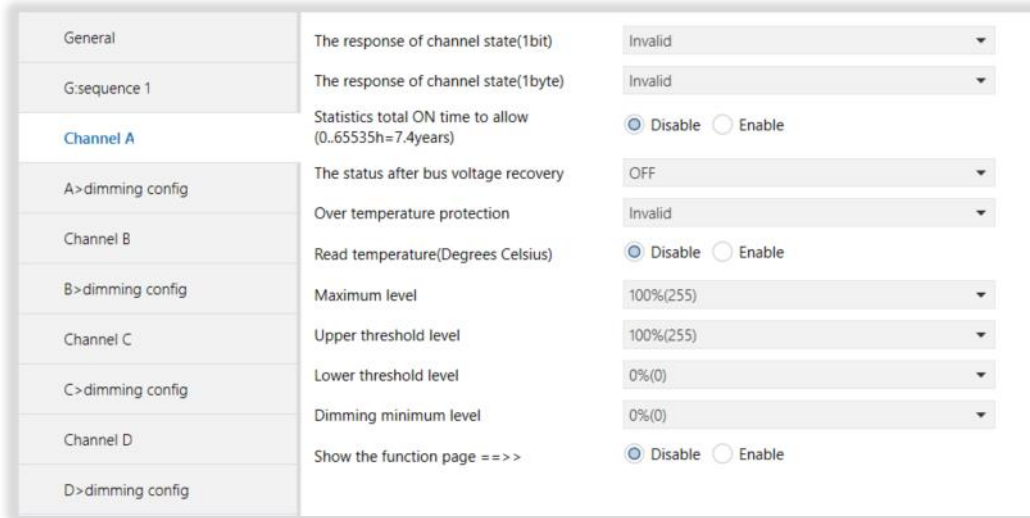 General
G:sequence 1
Channel A
A>dimming config
Channel B
B>dimming config
Channel C
C>dimming config
Channel D
D>dimming config
The response of channel state(1bit) Invalid
The response of channel state(1byte) Invalid
Statistics total ON time to allow
(0..65535h=7.4years) Disable Enable
The status after bus voltage recovery OFF
Over temperature protection Invalid
Read temperature(Degrees Celsius) Disable Enable
Maximum level 100%(255)
Upper threshold level 100%(255)
Lower threshold level 0%(0)
Dimming minimum level 0%(0)
Show the function page ==>> Disable Enable